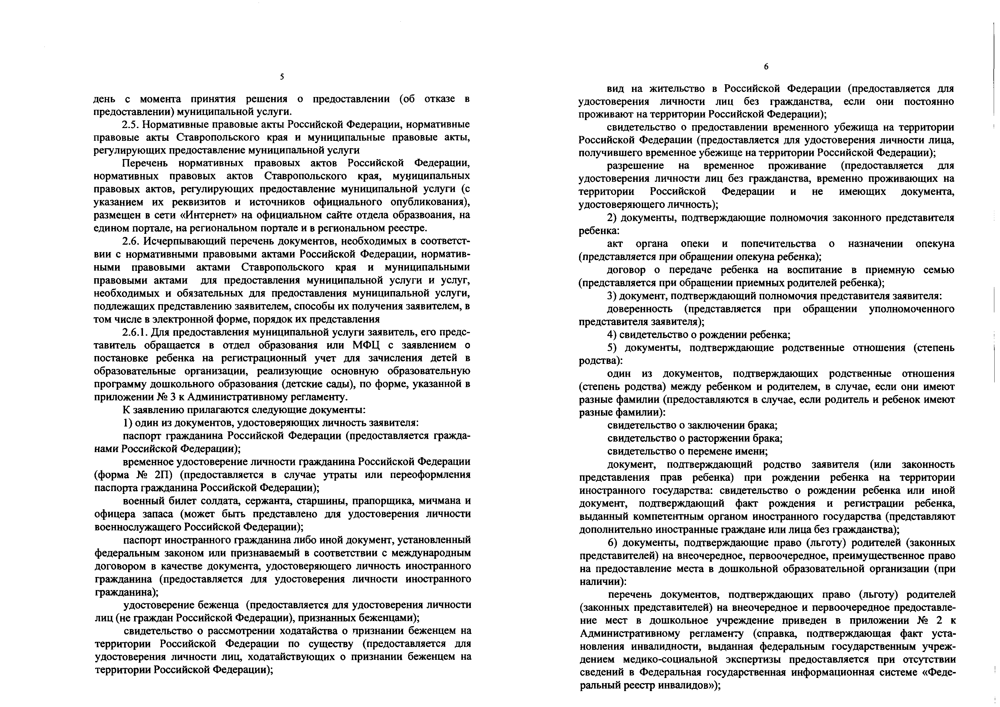 5
день с момента принятия решения о предоставлении (об отказе в
предоставлении) муниципальной услуги.
2.5. Нормативные правовые акты Российской Федерации, нормативные
правовые акты Ставропольского края и муниципальные правовые акты,
регулирующих предоставление муниципальной услуги
Перечень нормативных правовых актов Российской Федерации,
нормативных правовых актов Ставропольского края, муниципальных
правовых актов, регулирующих предоставление муниципальной услуги (с
указанием их реквизитов и источников официального опубликования),
размещен в сети «Интернет» на официальном сайте отдела образвоания, на
едином портале, на региональном портале и в региональном реестре.
2.6. Исчерпывающий перечень документов, необходимых в соответст-
вии с нормативными правовыми актами Российской Федерации, норматив-
ными правовыми актами Ставропольского края и муниципальными
правовыми актами для предоставления муниципальной услуги и услуг,
необходимых и обязательных для предоставления муниципальной услуги,
подлежащих представлению заявителем, способы их получения заявителем, в
том числе в электронной форме, порядок их представления
2.6.1. Для предоставления муниципальной услуги заявитель, его предс-
тавитель обращается в отдел образования или МФЦ с заявлением о
постановке ребенка на регистрационный учет для зачисления детей в
образовательные организации, реализующие основную образовательную
программу дошкольного образования (детские сады), по форме, указанной в
приложении № 3 к Административному регламенту.
К заявлению прилагаются следующие документы:
1) один из документов, удостоверяющих личность заявителя:
паспорт гражданина Российской Федерации (предоставляется гражда-
нами Российской Федерации);
временное удостоверение личности гражданина Российской Федерации
(форма № 2П) (предоставляется в случае утраты или переоформления
паспорта гражданина Российской Федерации);
военный билет солдата, сержанта, старшины, прапорщика, мичмана и
офицера запаса (может быть представлено для удостоверения личности
военнослужащего Российской Федерации);
паспорт иностранного гражданина либо иной документ, установленный
федеральным законом или признаваемый в соответствии с международным
договором в качестве документа, удостоверяющего личность иностранного
гражданина (предоставляется для удостоверения личности иностранного
гражданина);
удостоверение беженца (предоставляется для удостоверения личности
лиц (не граждан Российской Федерации), признанных беженцами);
свидетельство о рассмотрении ходатайства о признании беженцем на
территории Российской Федерации по существу (предоставляется для
удостоверения личности лиц, ходатайствующих о признании беженцем на
территории Российской Федерации);
6
вид на жительство в Российской Федерации (предоставляется для
удостоверения личности лиц без гражданства, если они постоянно
проживают на территории Российской Федерации);
свидетельство о предоставлении временного убежища на территории
Российской Федерации (предоставляется для удостоверения личности лица,
получившего временное убежище на территории Российской Федерации);
разрешение на временное проживание (предоставляется для
удостоверения личности лиц без гражданства, временно проживающих на
территории Российской Федерации и не имеющих документа,
удостоверяющего личность);
2) документы, подтверждающие полномочия законного представителя
ребенка:
акт органа опеки и попечительства о назначении опекуна
(представляется при обращении опекуна ребенка);
договор о передаче ребенка на воспитание в приемную семью
(представляется при обращении приемных родителей ребенка);
3) документ, подтверждающий полномочия представителя заявителя:
доверенность (представляется при обращении уполномоченного
представителя заявителя);
4) свидетельство о рождении ребенка;
5) документы, подтверждающие родственные отношения (степень
родства):
один из документов, подтверждающих родственные отношения
(степень родства) между ребенком и родителем, в случае, если они имеют
разные фамилии (предоставляются в случае, если родитель и ребенок имеют
разные фамилии):
свидетельство о заключении брака;
свидетельство о расторжении брака;
свидетельство о перемене имени;
документ, подтверждающий родство заявителя (или законность
представления прав ребенка) при рождении ребенка на территории
иностранного государства: свидетельство о рождении ребенка или иной
документ, подтверждающий факт рождения и регистрации ребенка,
выданный компетентным органом иностранного государства (представляют
дополнительно иностранные граждане или лица без гражданства);
6) документы, подтверждающие право (льготу) родителей (законных
представителей) на внеочередное, первоочередное, преимущественное право
на предоставление места в дошкольной образовательной организации (при
наличии):
перечень документов, подтверждающих право (льготу) родителей
(законных представителей) на внеочередное и первоочередное предоставле-
ние мест в дошкольное учреждение приведен в приложении № 2 к
Административному регламенту (справка, подтверждающая факт уста-
новления инвалидности, выданная федеральным государственным учреж-
дением медико-социальной экспертизы предоставляется при отсутствии
сведений в Федеральная государственная информационная системе «Феде-
ральный реестр инвалидов»);